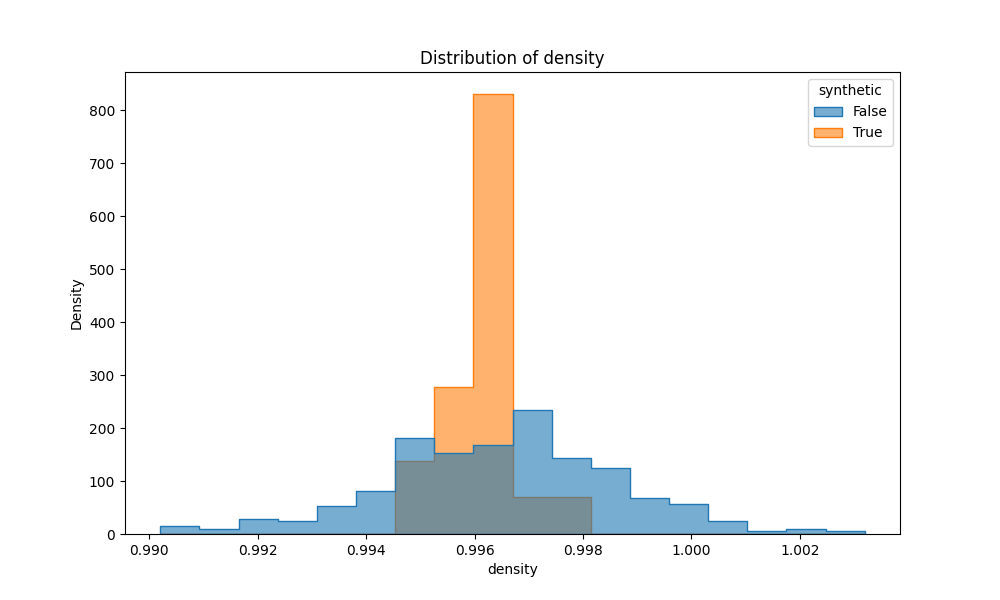 Distribution of density
synthetic
False
True
Density
800
700
600
500
400
300
200
100
0
0.990 0.992 0.994 0.996 0.998 1.000 1.002
density